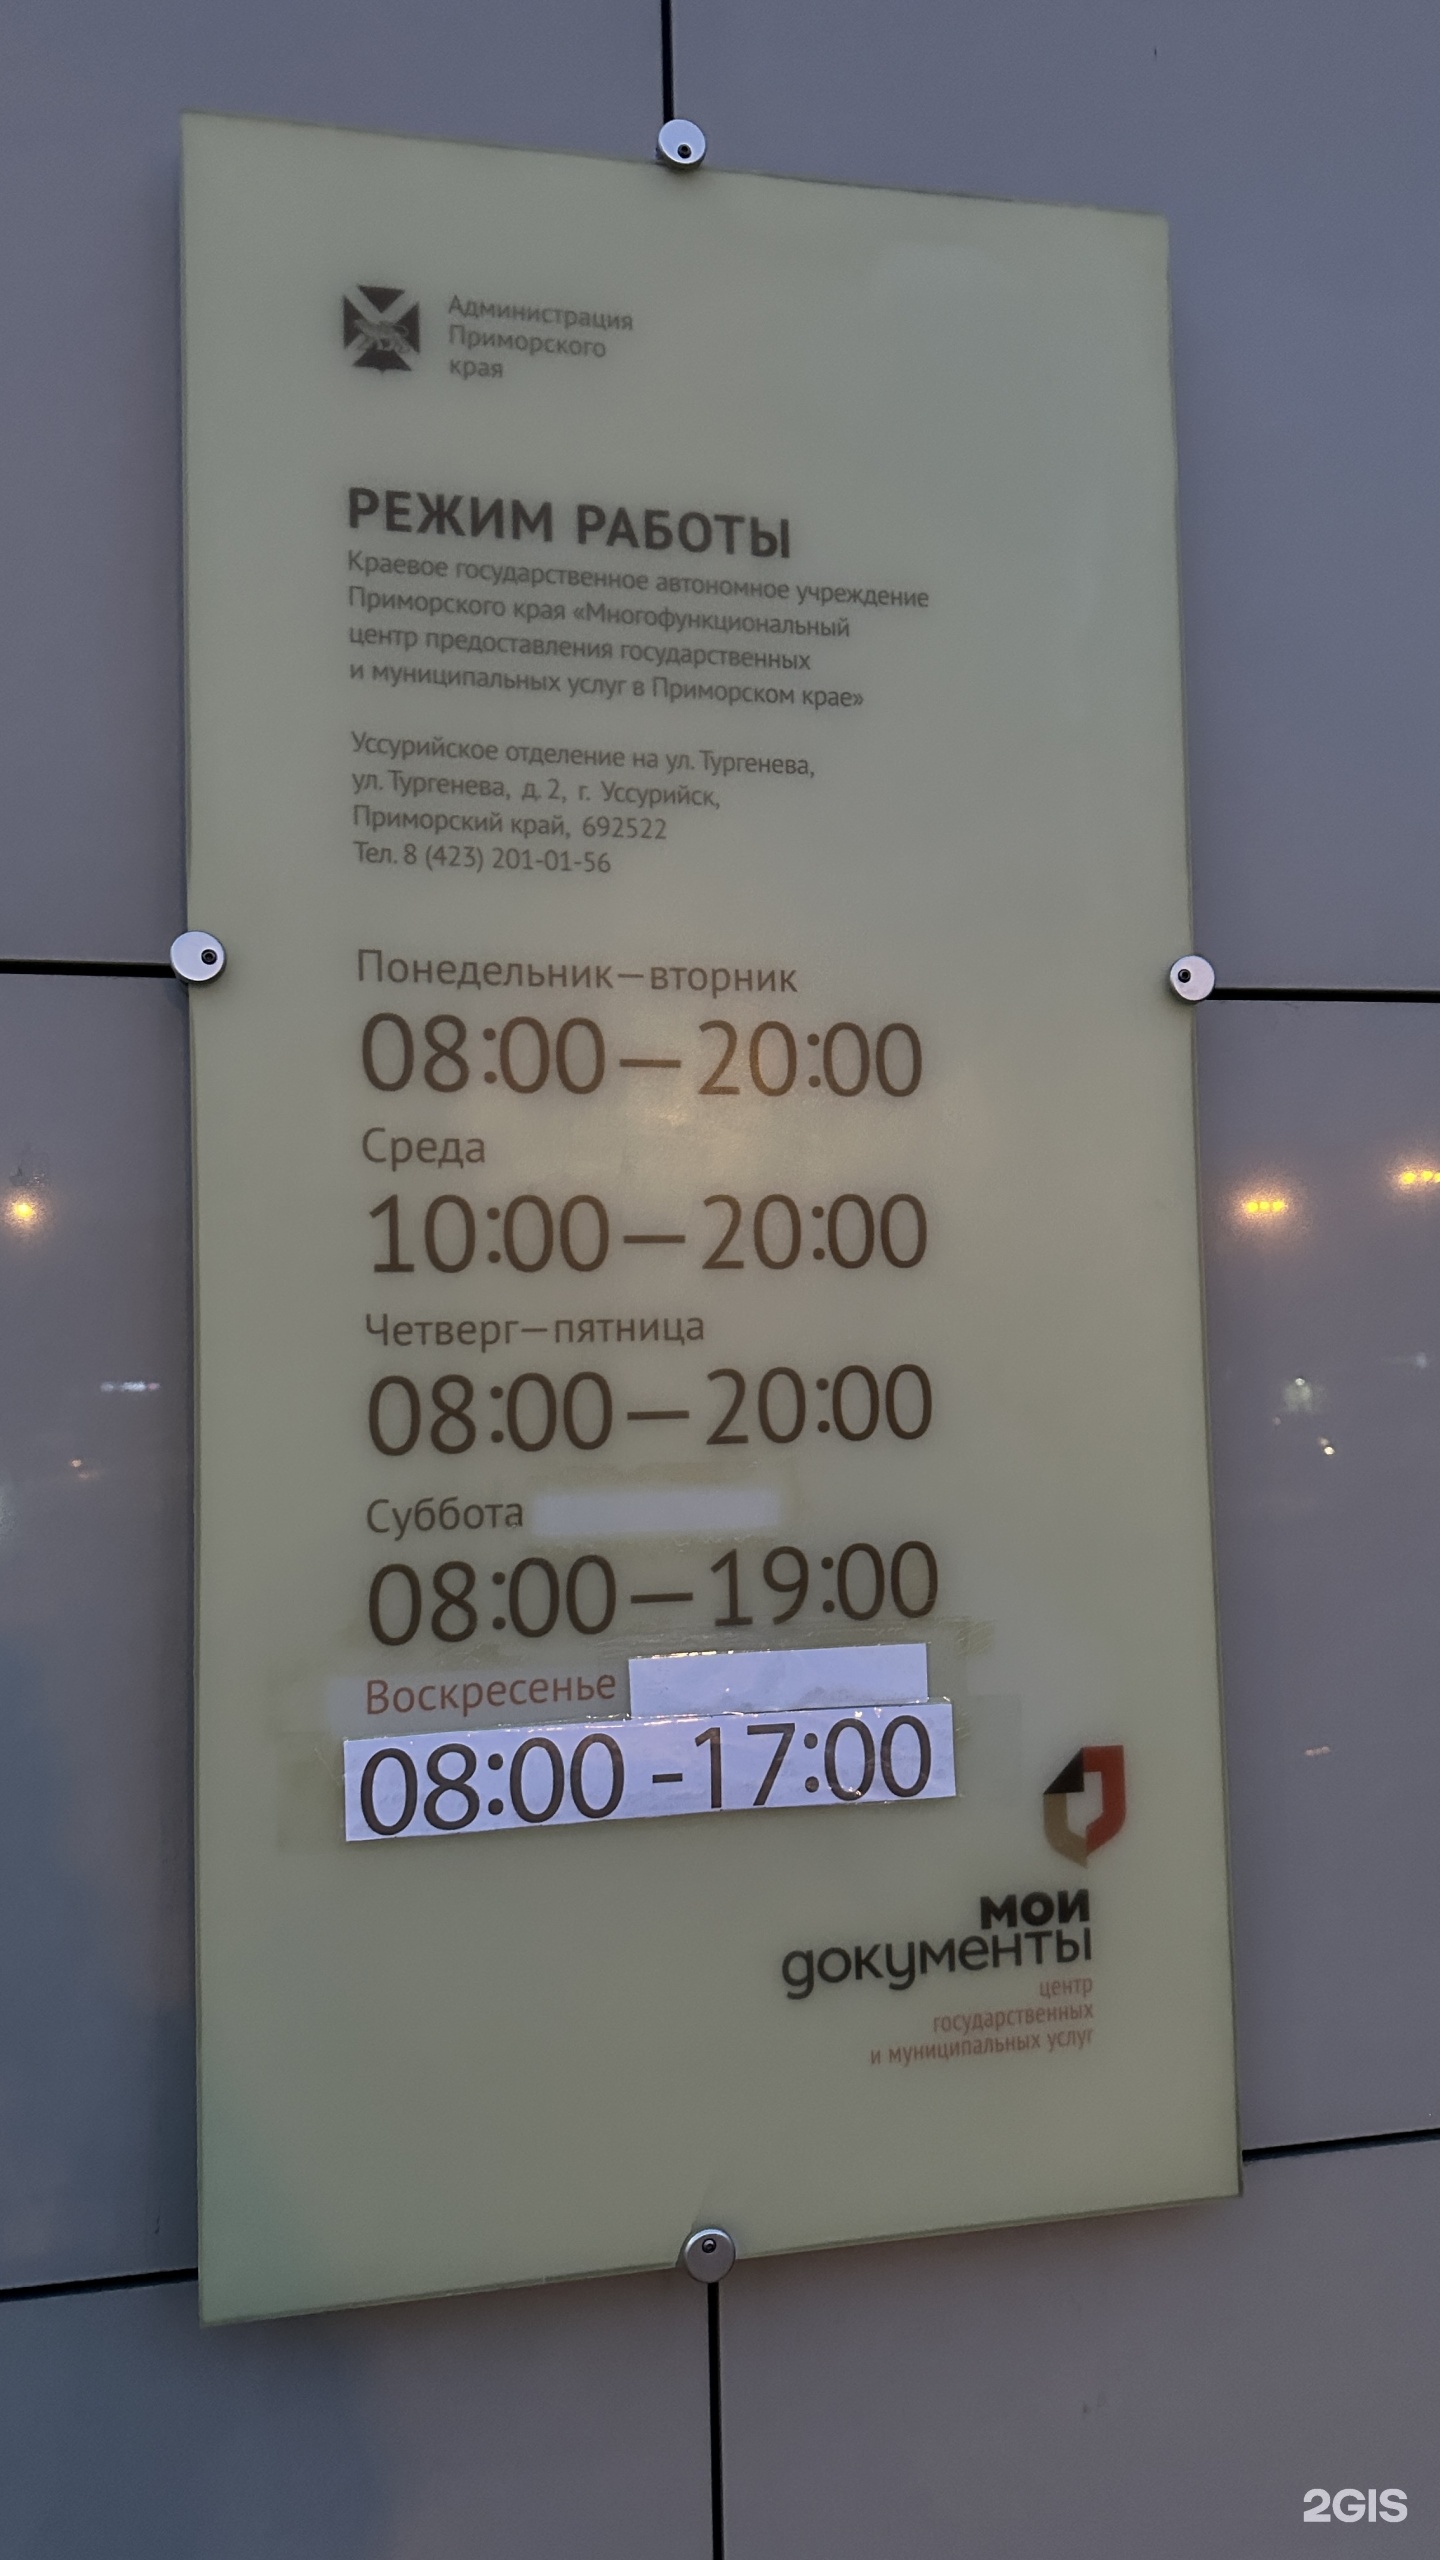 Администрация
Приморского
края
РЕЖИМ РАБОТЫ
Краевое государственное автономное учреждение
Приморского края «Многофункциональный
центр предоставления государственных
и муниципальных услуг в Приморском крае»
Уссурийское отделение на ул. Тургенева,
ул. Тургенева, д. 2, г. Уссурийск,
Приморский край, 692522
Тел. 8 (423) 201-01-56
Понедельник—вторник
08:00—20:00
Среда
10:00—20:00
Четверг—пятница
08:00—20:00
Суббота
08:00—19:00
Воскресенье
08:00 -17:00
мои
документы
центр
государственных
и муниципальных услуг
2GIS